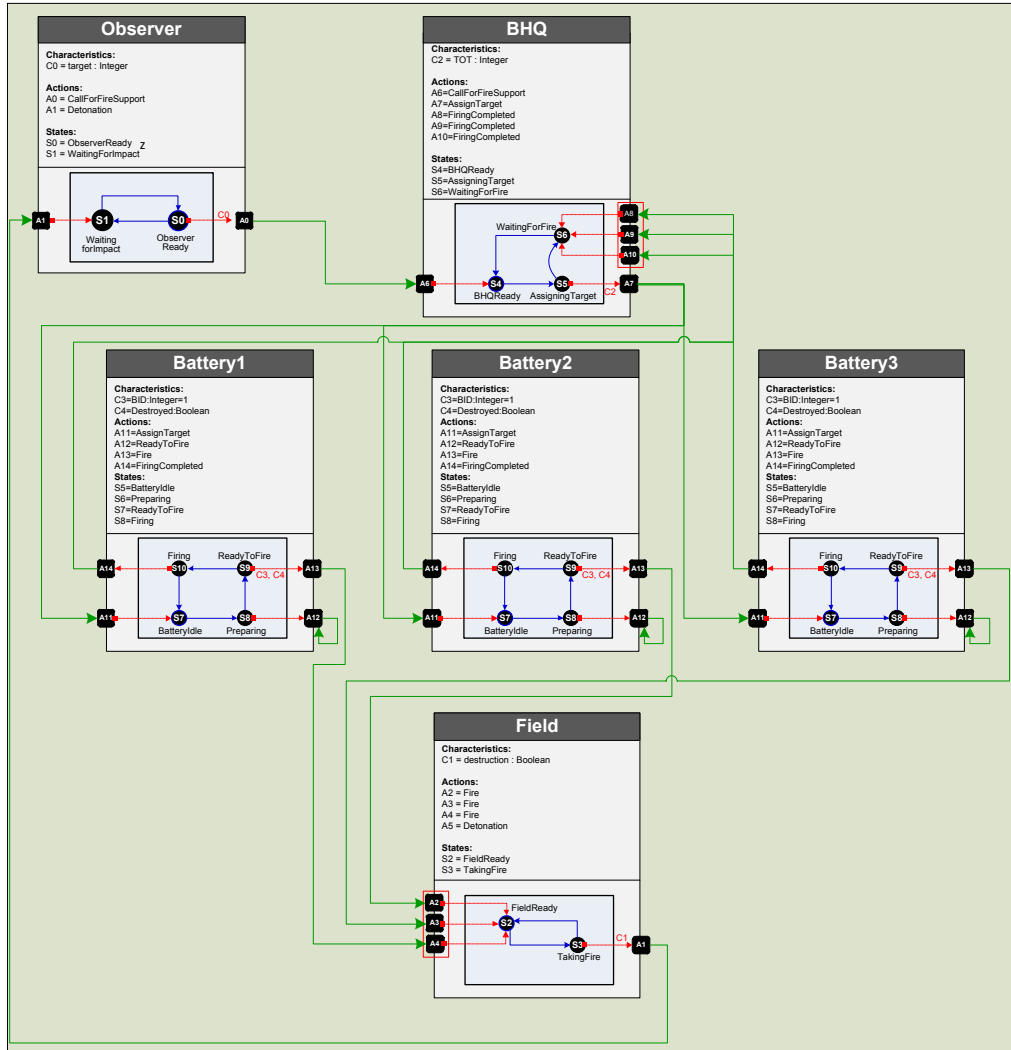 Observer
Characteristics:
C0 = target : Integer
Actions:
A0 = CallForFireSupport
A1 = Detonation
States:
S0 = ObserverReady
Z
S1 = WaitingForImpact
A1
S1
S0
C0
A0
Waiting
forImpact
Observer
Ready
BHQ
Characteristics:
C2 = TOT : Integer
Actions:
A6=CallForFireSupport
A7=AssignTarget
A8=FiringCompleted
A9=FiringCompleted
A10=FiringCompleted
States:
S4=BHQReady
S5=AssigningTarget
S6=WaitingForFire
A8
WaitingForFire
S6
A9
A10
A6
S4
S5
A7
C2
BHQReady
AssigningTarget
Battery1
Characteristics:
C3=BID:Integer=1
C4=Destroyed:Boolean
Actions:
A11=AssignTarget
A12=ReadyToFire
A13=Fire
A14=FiringCompleted
States:
S5=BatteryIdle
S6=Preparing
S7=ReadyToFire
S8=Firing
Firing
ReadyToFire
A14
S10
S9
A13
C3, C4
A11
S7
S8
A12
BatteryIdle
Preparing
Battery2
Characteristics:
C3=BID:Integer=1
C4=Destroyed:Boolean
Actions:
A11=AssignTarget
A12=ReadyToFire
A13=Fire
A14=FiringCompleted
States:
S5=BatteryIdle
S6=Preparing
S7=ReadyToFire
S8=Firing
Firing
ReadyToFire
A14
S10
S9
A13
C3, C4
A11
S7
S8
A12
BatteryIdle
Preparing
Battery3
Characteristics:
C3=BID:Integer=1
C4=Destroyed:Boolean
Actions:
A11=AssignTarget
A12=ReadyToFire
A13=Fire
A14=FiringCompleted
States:
S5=BatteryIdle
S6=Preparing
S7=ReadyToFire
S8=Firing
Firing
ReadyToFire
A14
S10
S9
A13
C3, C4
A11
S7
S8
A12
BatteryIdle
Preparing
Field
Characteristics:
C1 = destruction : Boolean
Actions:
A2 = Fire
A3 = Fire
A4 = Fire
A5 = Detonation
States:
S2 = FieldReady
S3 = TakingFire
A2
FieldReady
A3
S2
A4
S3
C1
A1
TakingFire